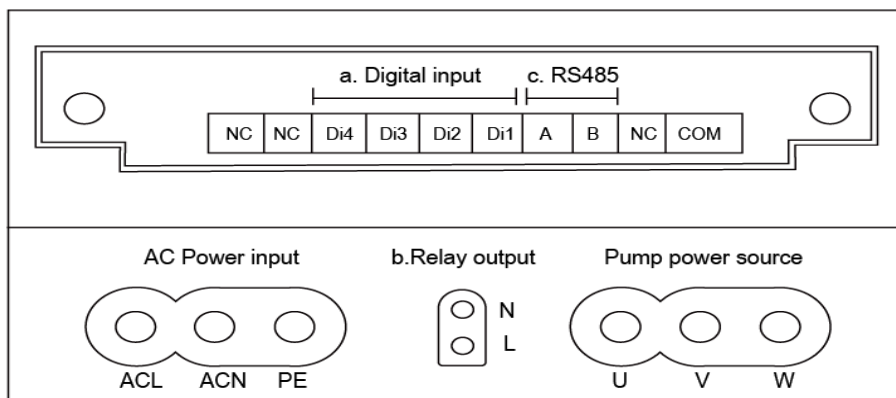 a. Digital input c. RS485
NC NC Di4 Di3 Di2 Di1 A B NC COM
AC Power input b.Relay output Pump power source
N
L
ACL ACN PE U V W